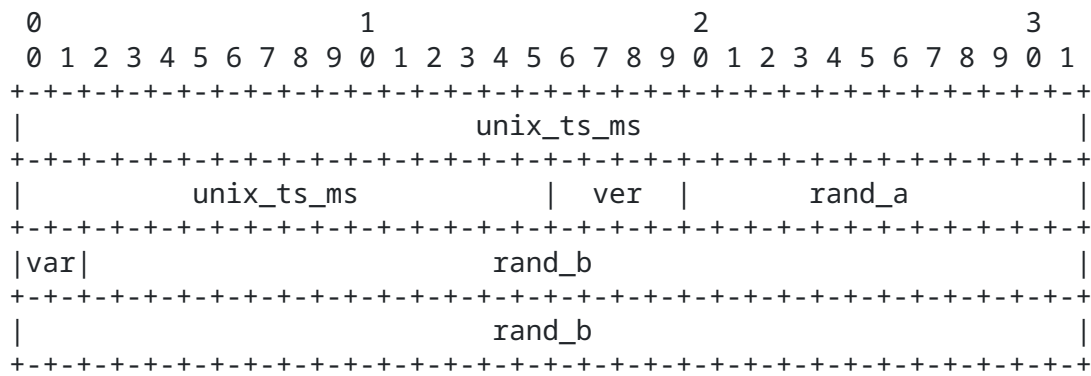 0                   1                   2                   3
 0 1 2 3 4 5 6 7 8 9 0 1 2 3 4 5 6 7 8 9 0 1 2 3 4 5 6 7 8 9 0 1
+-+-+-+-+-+-+-+-+-+-+-+-+-+-+-+-+-+-+-+-+-+-+-+-+-+-+-+-+-+-+-+-+
|                           unix_ts_ms                          |
+-+-+-+-+-+-+-+-+-+-+-+-+-+-+-+-+-+-+-+-+-+-+-+-+-+-+-+-+-+-+-+-+
|          unix_ts_ms           |  ver  |       rand_a          |
+-+-+-+-+-+-+-+-+-+-+-+-+-+-+-+-+-+-+-+-+-+-+-+-+-+-+-+-+-+-+-+-+
|var|                        rand_b                             |
+-+-+-+-+-+-+-+-+-+-+-+-+-+-+-+-+-+-+-+-+-+-+-+-+-+-+-+-+-+-+-+-+
|                            rand_b                             |
+-+-+-+-+-+-+-+-+-+-+-+-+-+-+-+-+-+-+-+-+-+-+-+-+-+-+-+-+-+-+-+-+